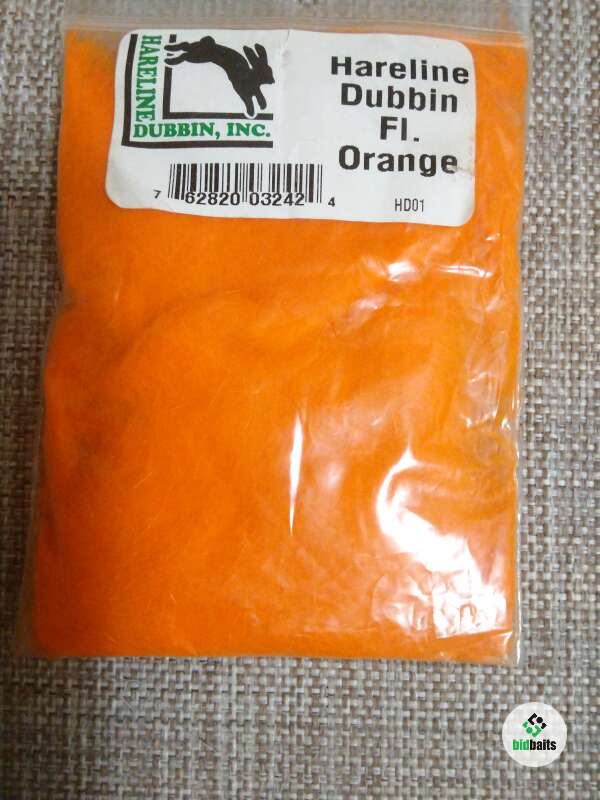 HARELINE
DUBBIN, INC.
Hareline
Dubbin
Fl.
Orange
7 62820 03242 4
HD01
bidbaits